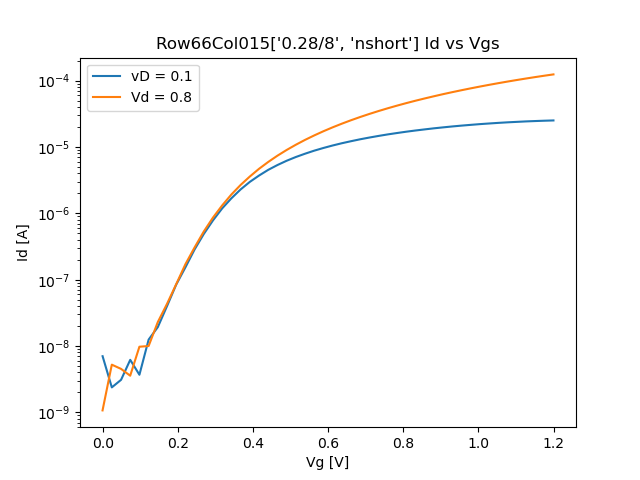 Row66Col015['0.28/8', 'nshort'] Id vs Vgs
vD = 0.1
Vd = 0.8
10⁻⁴
10⁻⁵
10⁻⁶
10⁻⁷
10⁻⁸
10⁻⁹
Id [A]
0.0 0.2 0.4 0.6 0.8 1.0 1.2
Vg [V]